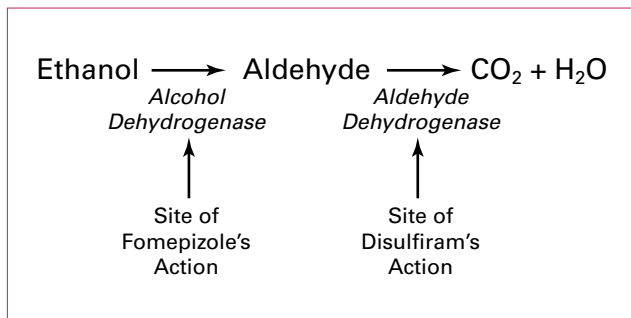 Ethanol → Aldehyde → CO₂ + H₂O
Alcohol Dehydrogenase
Aldehyde Dehydrogenase
Site of Fomepizole's Action
Site of Disulfiram's Action